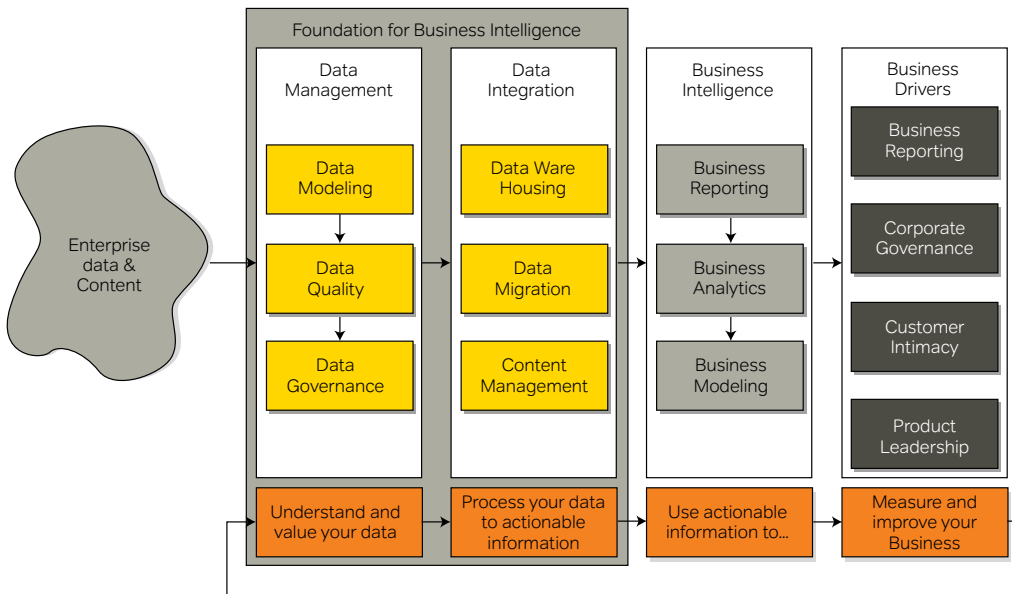 Foundation for Business Intelligence
Enterprise
data &
Content
Data
Management
Data
Modeling
Data
Quality
Data
Governance
Data
Integration
Data Ware
Housing
Data
Migration
Content
Management
Business
Intelligence
Business
Reporting
Business
Analytics
Business
Modeling
Business
Drivers
Business
Reporting
Corporate
Governance
Customer
Intimacy
Product
Leadership
Understand and
value your data
Process your data
to actionable
information
Use actionable
information to...
Measure and
improve your
Business